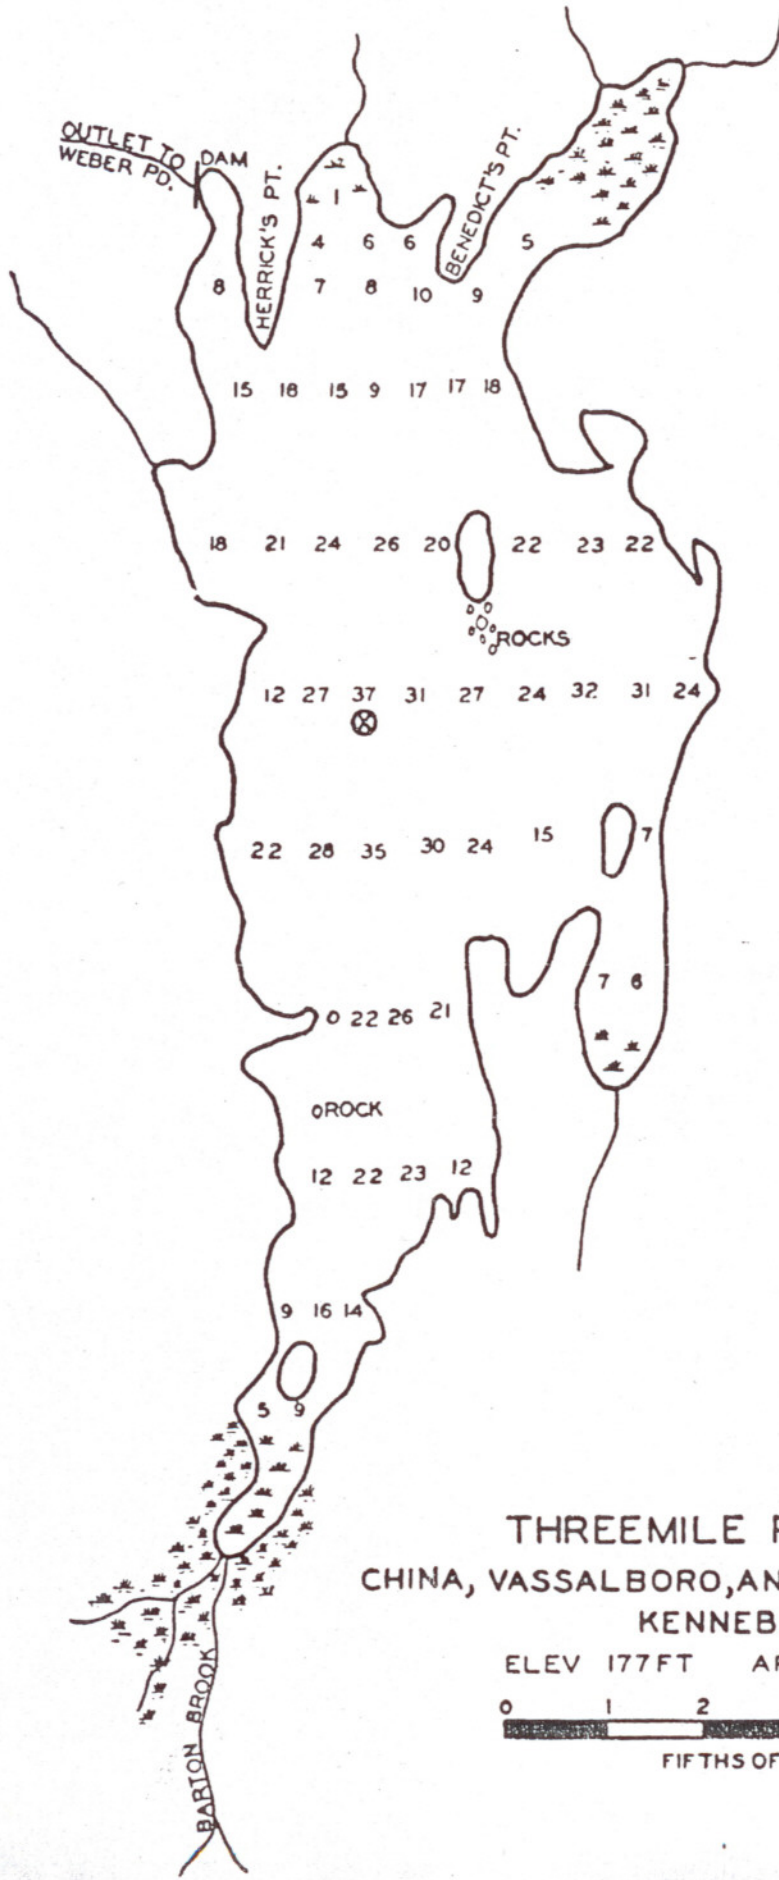 OUTLET TO
WEBER PD.
DAM
HERRICK'S PT.
BENEDICT'S PT.
1
4 6 6 5
8 7 8 10 9
15 18 15 9 17 17 18
18 21 24 26 20 22 23 22
ROCKS
12 27 37 31 27 24 32 31 24
22 28 35 30 24 15 7
7 6
0 22 26 21
ROCK
12 22 23 12
9 16 14
5 9
BARTON BROOK
THREEMILE
CHINA, VASSALBORO, AN
KENNEB
ELEV 177FT
0 1 2
FIFTHS OF